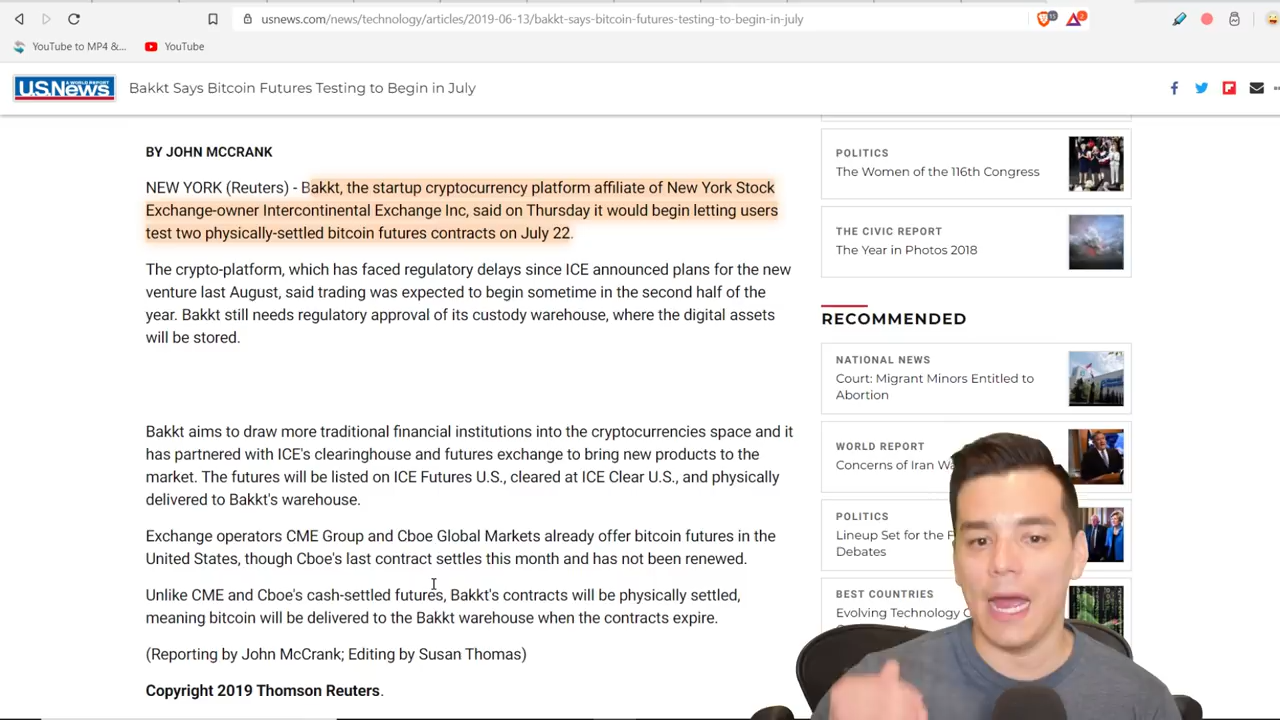 usnews.com/news/technology/articles/2019-06-13/bakkt-says-bitcoin-futures-testing-to-begin-in-july
15
2
YouTube to MP4 &...
YouTube
A WORLD REPORT
U.S.News
Bakkt Says Bitcoin Futures Testing to Begin in July
BY JOHN MCCRANK
NEW YORK (Reuters) - Bakkt, the startup cryptocurrency platform affiliate of New York Stock
Exchange-owner Intercontinental Exchange Inc, said on Thursday it would begin letting users
test two physically-settled bitcoin futures contracts on July 22.
The crypto-platform, which has faced regulatory delays since ICE announced plans for the new
venture last August, said trading was expected to begin sometime in the second half of the
year. Bakkt still needs regulatory approval of its custody warehouse, where the digital assets
will be stored.
Bakkt aims to draw more traditional financial institutions into the cryptocurrencies space and it
has partnered with ICE's clearinghouse and futures exchange to bring new products to the
market. The futures will be listed on ICE Futures U.S., cleared at ICE Clear U.S., and physically
delivered to Bakkt's warehouse.
Exchange operators CME Group and Cboe Global Markets already offer bitcoin futures in the
United States, though Cboe's last contract settles this month and has not been renewed.
Unlike CME and Cboe's cash-settled futures, Bakkt's contracts will be physically settled,
meaning bitcoin will be delivered to the Bakkt warehouse when the contracts expire.
(Reporting by John McCrank; Editing by Susan Thomas)
Copyright 2019 Thomson Reuters.
POLITICS
The Women of the 116th Congress
THE CIVIC REPORT
The Year in Photos 2018
RECOMMENDED
NATIONAL NEWS
Court: Migrant Minors Entitled to
Abortion
WORLD REPORT
Concerns of Iran
POLITICS
Lineup Set for the
Debates
BEST COUNTRIES
Evolving Technology